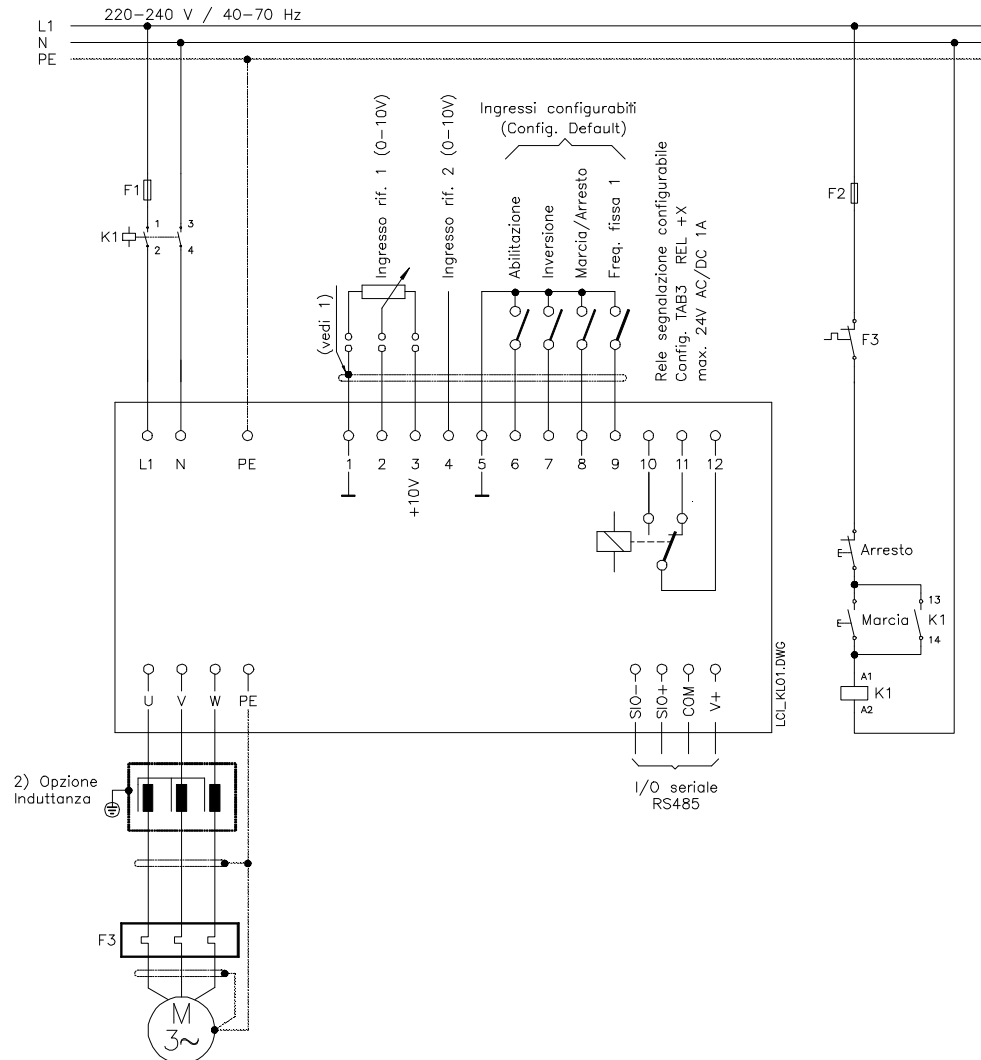 220-240 V / 40-70 Hz
L1
N
PE
Ingressi configurabiti
(Config. Default)
Ingresso rif. 1 (0-10V)
Ingresso rif. 2 (0-10V)
Abilitazione
Inversione
Marcia/Arresto
Freq. fissa 1
Rele segnalazione configurabile
Config. TAB3 REL +X
max. 24V AC/DC 1A
(vedi 1)
F1
K1
1
3
2
4
F2
F3
L1 N PE 1 2 3 4 5 6 7 8 9 10 11 12
+10V
Arresto
Marcia
13
K1
14
A1
K1
A2
U V W PE
SIO-
SIO+
COM
V+
LCI_KL01.DWG
I/O seriale
RS485
2) Opzione
Induttanza
F3
M
3~